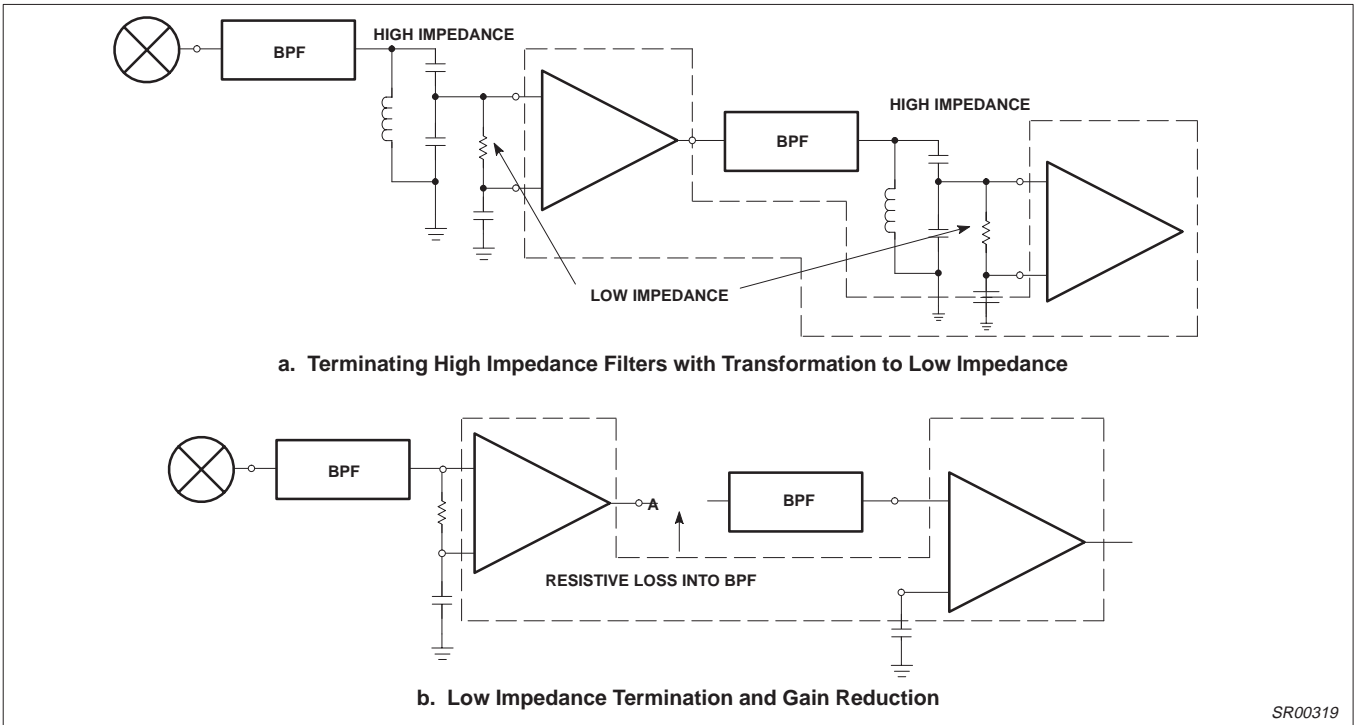 HIGH IMPEDANCE
BPF
HIGH IMPEDANCE
BPF
LOW IMPEDANCE
a. Terminating High Impedance Filters with Transformation to Low Impedance
BPF
A
BPF
RESISTIVE LOSS INTO BPF
b. Low Impedance Termination and Gain Reduction
SR00319